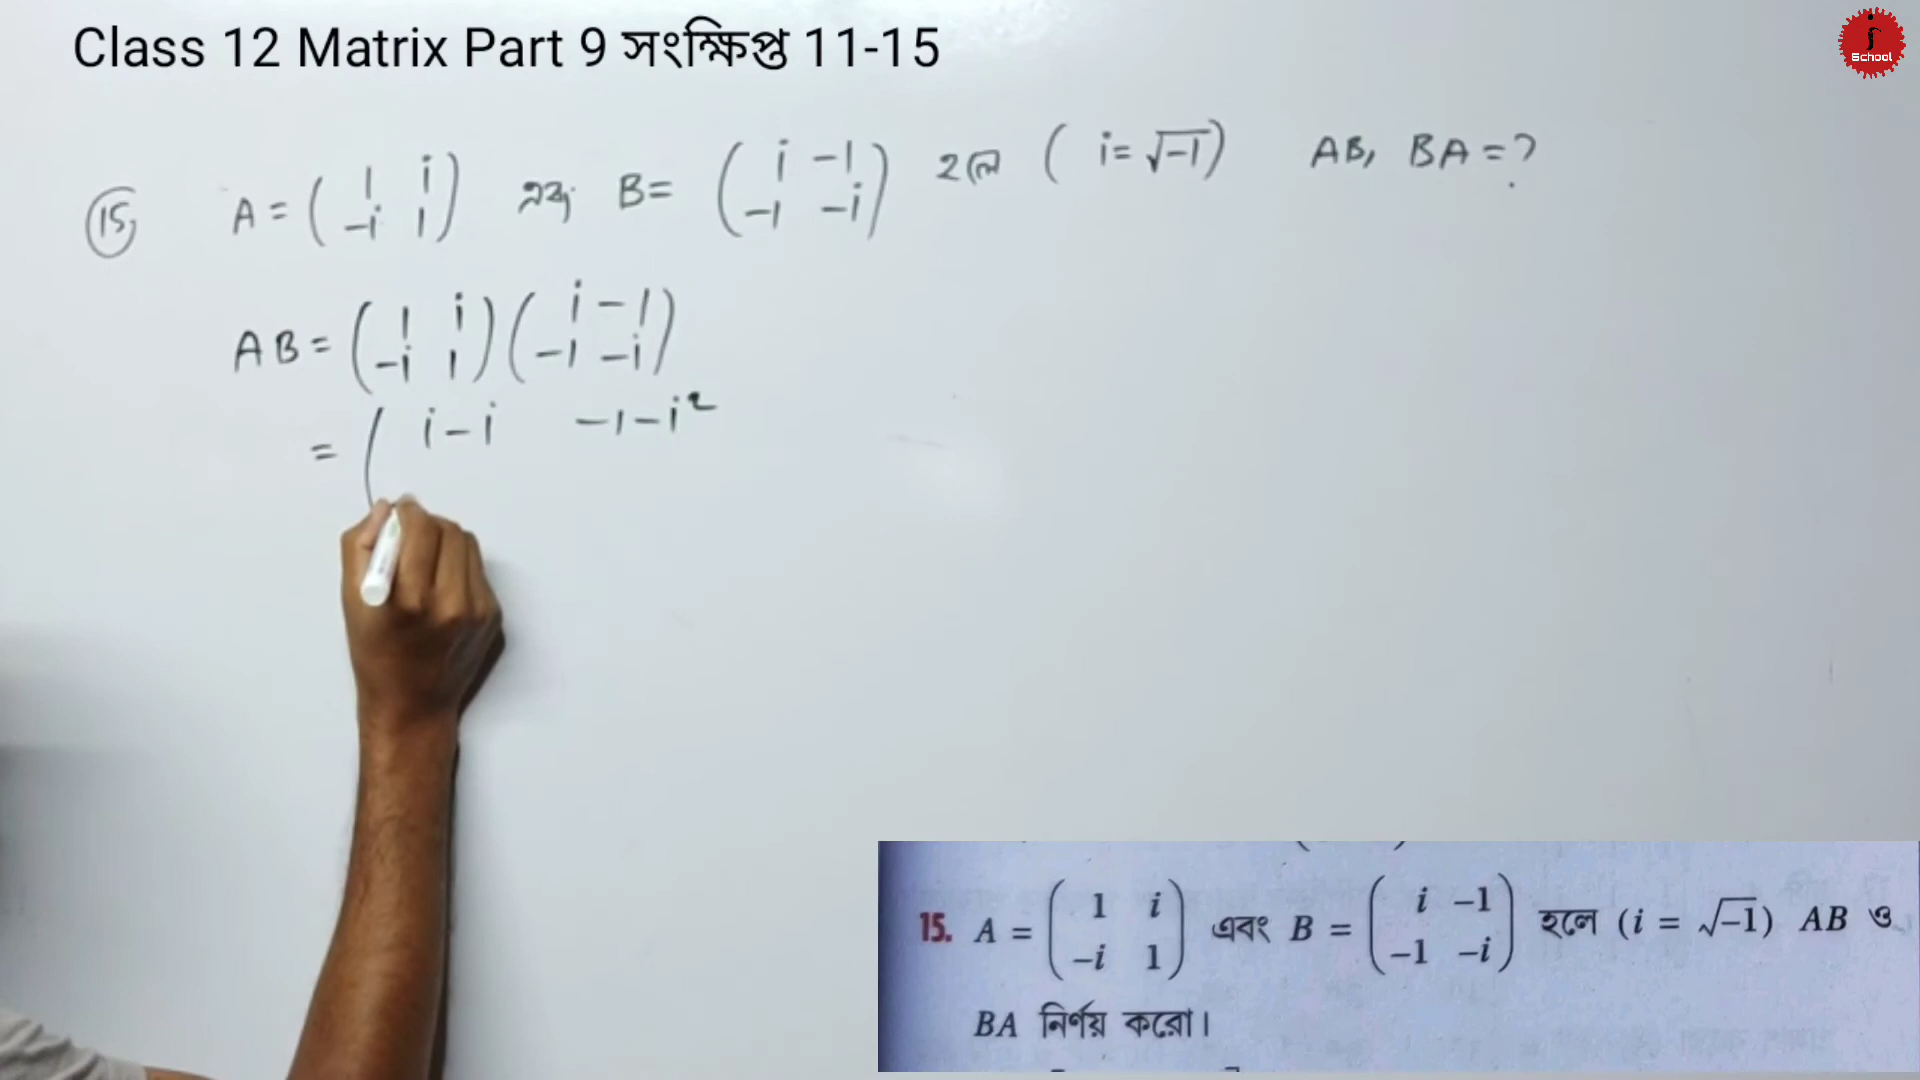 Class 12 Matrix Part 9 সংক্ষিপ্ত 11-15
School
15. A = ( 1 i ) এবং B = ( i -1 ) হলে ( i = √-1 ) AB, BA = ?
-i 1 -1 -i
AB = ( 1 i ) ( i -1 )
-i 1 -1 -i
= ( i - i -1 - i²
15. A = ( 1 i ) এবং B = ( i -1 ) হলে (i = √-1) AB ও
-i 1 -1 -i
BA নির্ণয় করো।